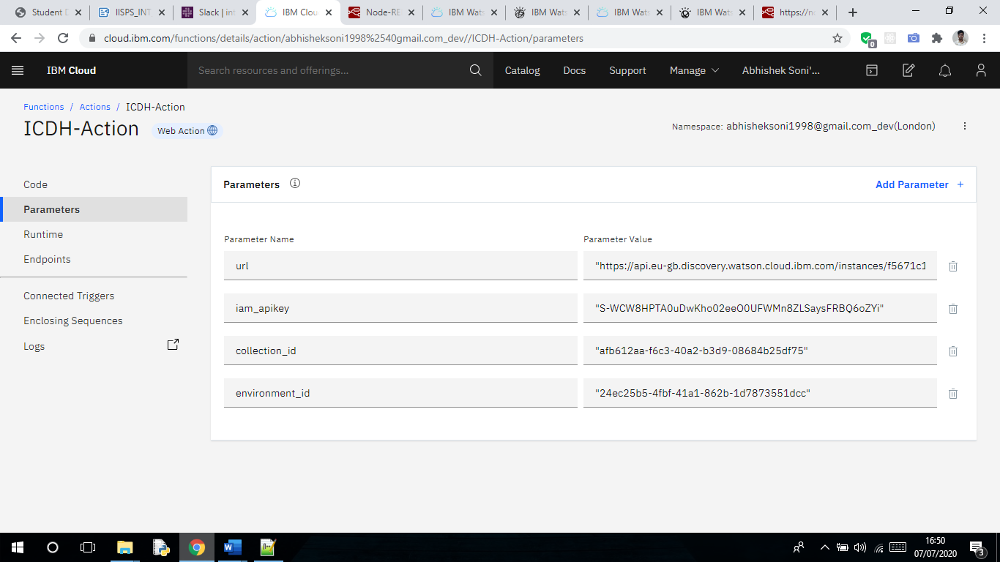 Student D
IISPS_INT
Slack | int
IBM Clou
Node-RE
IBM Wats
IBM Wats
IBM Wats
IBM Wats
https://no
cloud.ibm.com/functions/details/action/abhisheksoni1998%2540gmail.com_dev//ICDH-Action/parameters
0
IBM Cloud
Search resources and offerings...
Catalog
Docs
Support
Manage
Abhishek Soni'...
Functions / Actions / ICDH-Action
ICDH-Action
Web Action
Namespace: abhisheksoni1998@gmail.com_dev(London)
Code
Parameters
Runtime
Endpoints
Connected Triggers
Enclosing Sequences
Logs
Parameters
Add Parameter +
Parameter Name
Parameter Value
url
"https://api.eu-gb.discovery.watson.cloud.ibm.com/instances/f5671c1
iam_apikey
"S-WCW8HPTA0uDwKho02eeO0UFWMn8ZLSaysFRBQ6oZYi"
collection_id
"afb612aa-f6c3-40a2-b3d9-08684b25df75"
environment_id
"24ec25b5-4fbf-41a1-862b-1d7873551dcc"
16:50
07/07/2020
3